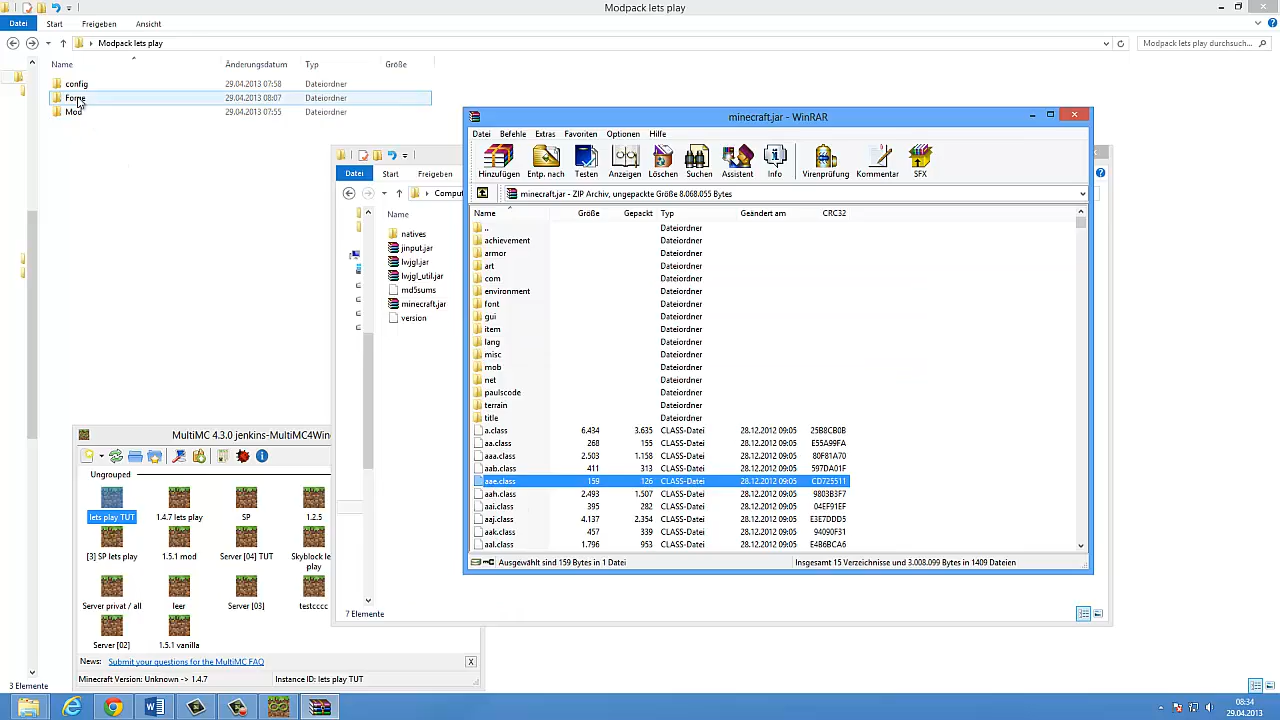 Modpack lets play
Datei Start Freigeben Ansicht
Modpack lets play
Modpack lets play durchsuch...
Name Änderungsdatum Typ Größe
config 29.04.2013 07:58 Dateiordner
29.04.2013 08:07 Dateiordner
Mod 29.04.2013 07:55 Dateiordner
Datei Start Freigeben
Comput
Name
natives
jinput.jar
lwjgl.jar
lwjgl_util.jar
md5sums
minecraft.jar
version
7 Elemente
minecraft.jar - WinRAR
Datei Befehle Extras Favoriten Optionen Hilfe
Hinzufügen Entp. nach Testen Anzeigen Löschen Suchen Assistent Info Virenprüfung Kommentar SFX
minecraft.jar - ZIP Archiv, ungepackte Größe 8.068.055 Bytes
Name Größe Gepackt Typ Geändert am CRC32
.. Dateiordner
achievement Dateiordner
armor Dateiordner
art Dateiordner
com Dateiordner
environment Dateiordner
font Dateiordner
gui Dateiordner
item Dateiordner
lang Dateiordner
misc Dateiordner
mob Dateiordner
net Dateiordner
paulscode Dateiordner
terrain Dateiordner
title Dateiordner
a.class 6.434 3.635 CLASS-Datei 28.12.2012 09:05 25B8CB0B
aa.class 268 155 CLASS-Datei 28.12.2012 09:05 E55A99FA
aaa.class 2.503 1.158 CLASS-Datei 28.12.2012 09:05 80F81A70
aab.class 411 313 CLASS-Datei 28.12.2012 09:05 597DA01F
aae.class 159 126 CLASS-Datei 28.12.2012 09:05 CD725511
aah.class 2.493 1.507 CLASS-Datei 28.12.2012 09:05 9803B3F7
aai.class 395 282 CLASS-Datei 28.12.2012 09:05 04EF91EF
aaj.class 4.137 2.354 CLASS-Datei 28.12.2012 09:05 E3E7DDD5
aak.class 457 339 CLASS-Datei 28.12.2012 09:05 94090F31
aal.class 1.796 953 CLASS-Datei 28.12.2012 09:05 E4B6BCA6
Ausgewählt sind 159 Bytes in 1 Datei
Insgesamt 15 Verzeichnisse und 3.008.099 Bytes in 1409 Dateien
MultiMC 4.3.0 jenkins-MultiMC4Wind
Ungrouped
lets play TUT 1.4.7 lets play SP 1.2.5
[3] SP lets play 1.5.1 mod Server [04] TUT Skyblock le
play
Server privat / all leer Server [03] testcccc
Server [02] 1.5.1 vanilla
News: Submit your questions for the MultiMC FAQ X
Minecraft Version: Unknown -> 1.4.7 Instance ID: lets play TUT
3 Elemente
08:34
29.04.2013